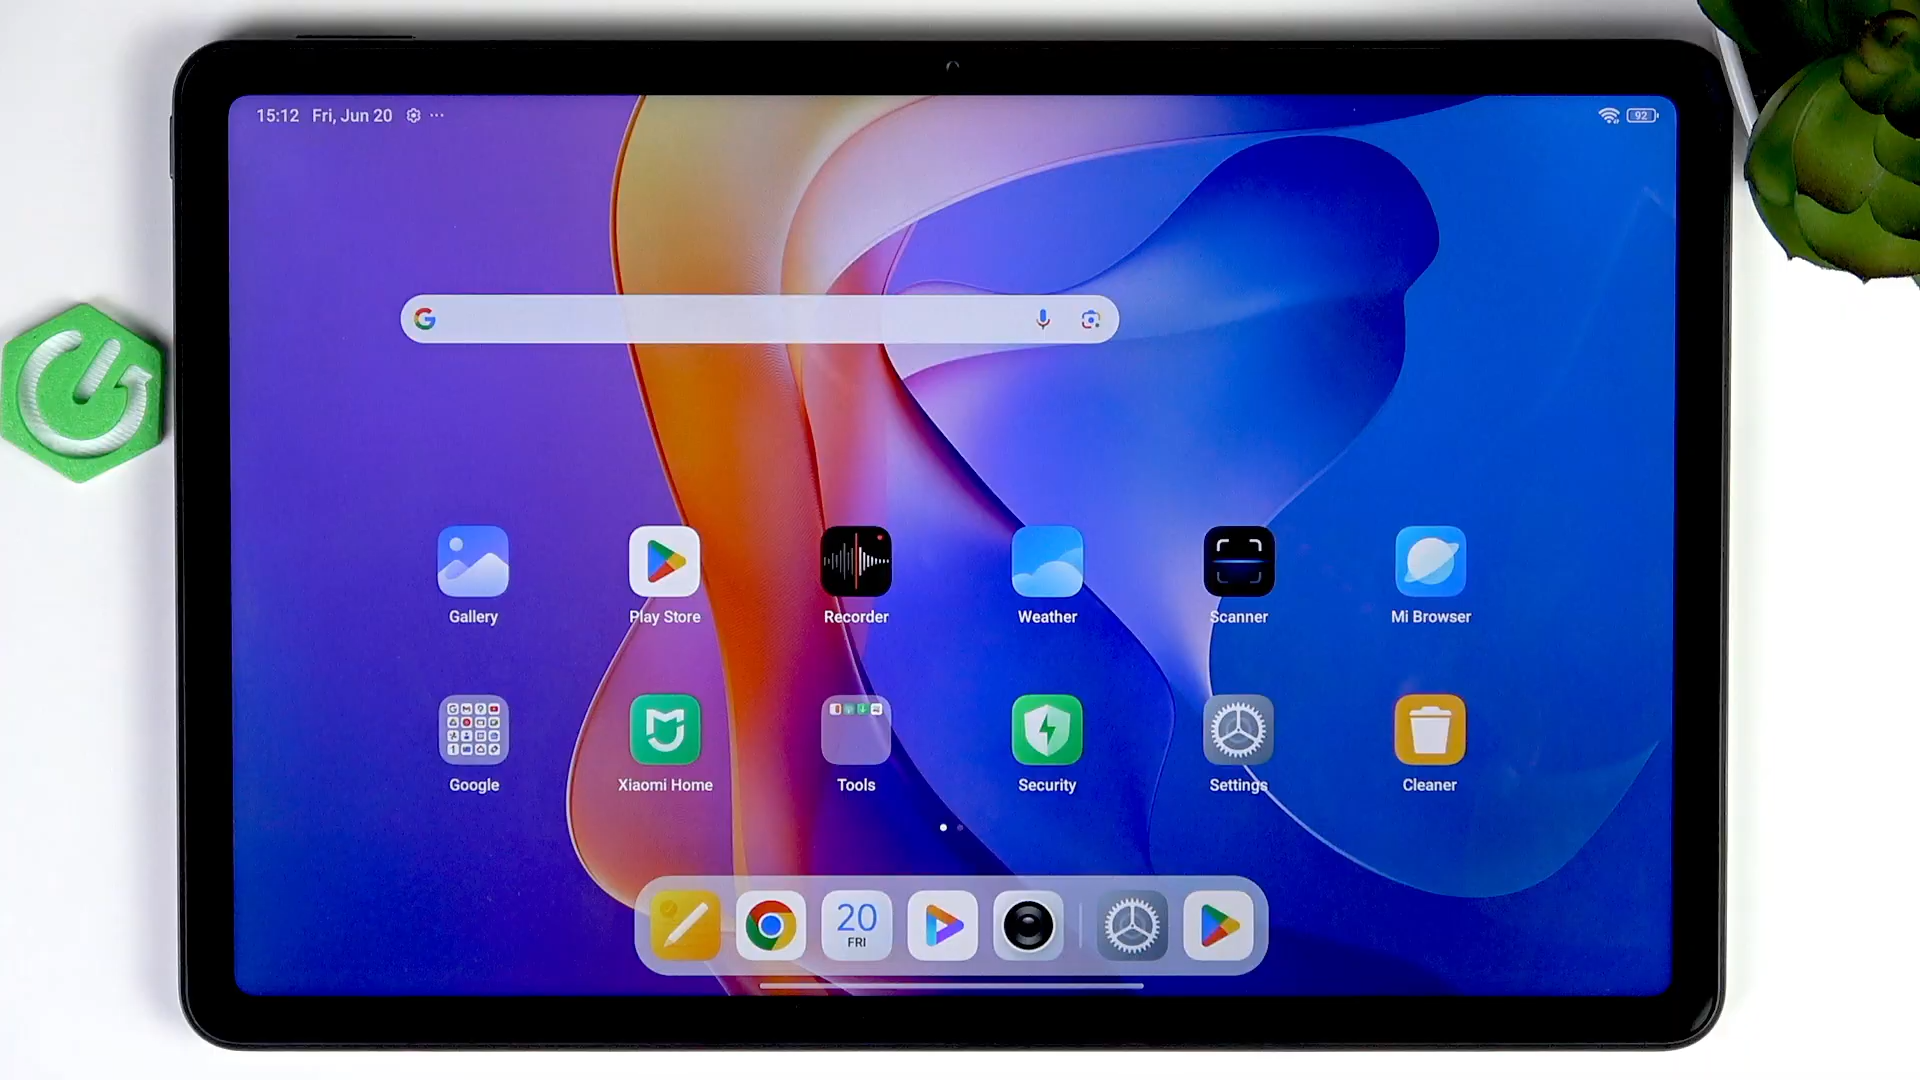 15:12 Fri, Jun 20 ···
92
Gallery
Play Store
Recorder
Weather
Scanner
Mi Browser
Google
Xiaomi Home
Tools
Security
Settings
Cleaner
20
FRI